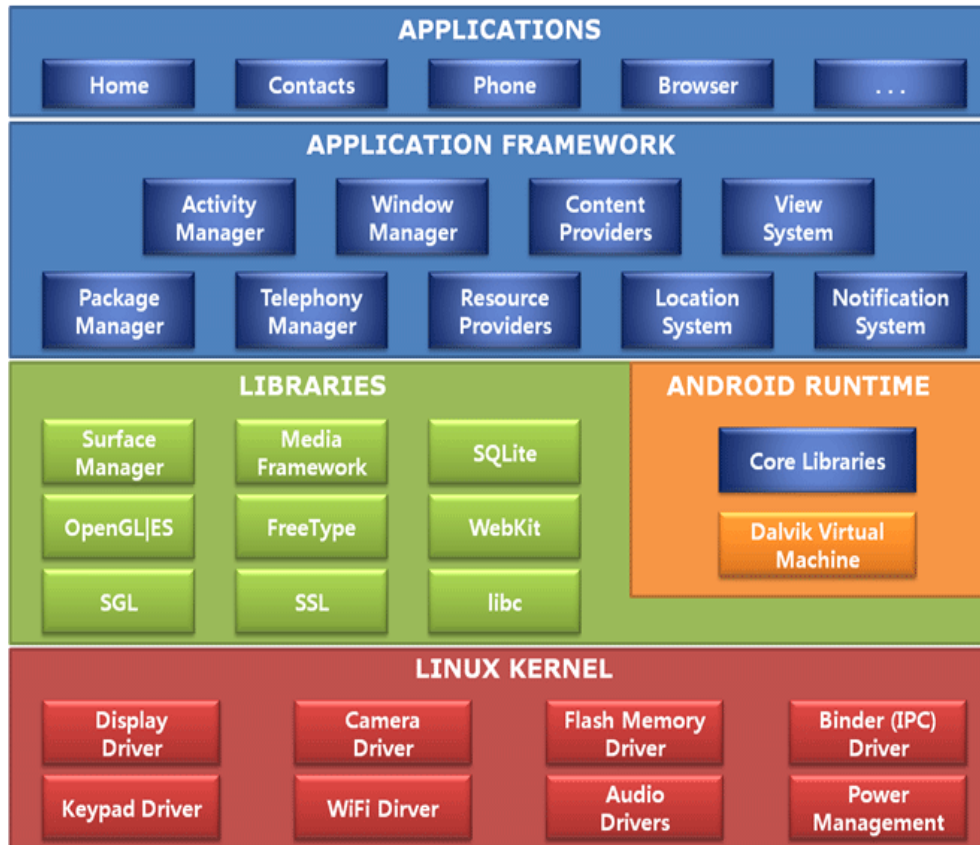 APPLICATIONS
Home
Contacts
Phone
Browser
...
APPLICATION FRAMEWORK
Activity
Manager
Window
Manager
Content
Providers
View
System
Package
Manager
Telephony
Manager
Resource
Providers
Location
System
Notification
System
LIBRARIES
Surface
Manager
Media
Framework
SQLite
OpenGL|ES
FreeType
WebKit
SGL
SSL
libc
ANDROID RUNTIME
Core Libraries
Dalvik Virtual
Machine
LINUX KERNEL
Display
Driver
Camera
Driver
Flash Memory
Driver
Binder (IPC)
Driver
Keypad Driver
WiFi Dirver
Audio
Drivers
Power
Management